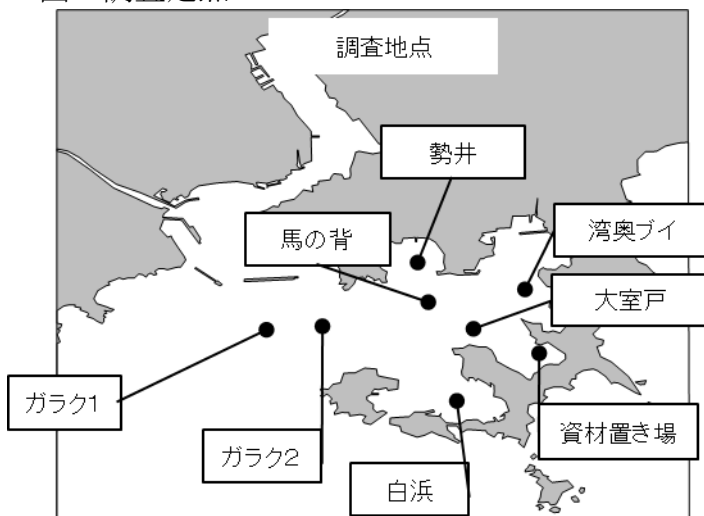 調査地点
勢井
馬の背
湾奥ブイ
大室戸
ガラク1
ガラク2
資材置き場
白浜